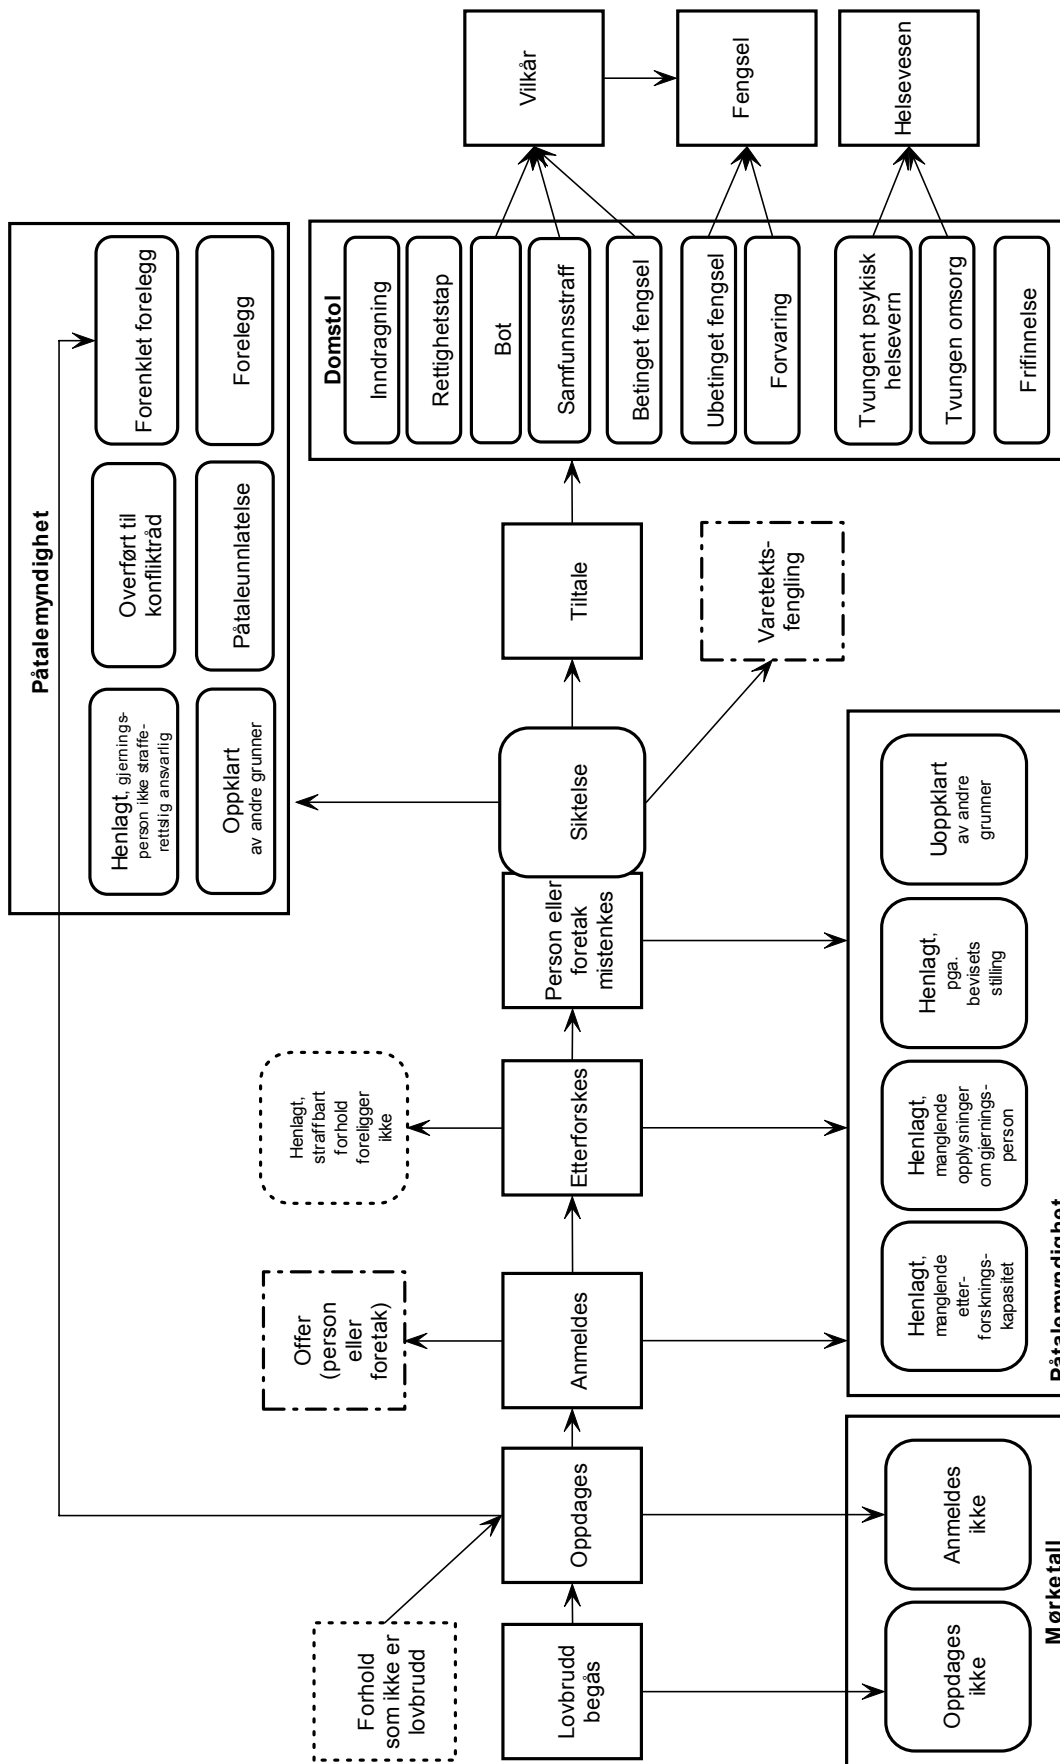 Påtalemyndighet
Henlagt, gjernings-
person ikke straffe-
rettslig ansvarlig
Overført til
konfliktråd
Forenklet forelegg
Oppklart
av andre grunner
Påtaleunnlatelse
Forelegg
Forhold
som ikke er
lovbrudd
Offer
(person
eller
foretak)
Henlagt,
straffbart
forhold
foreligger
ikke
Lovbrudd
begås
Oppdages
Anmeldes
Etterforskes
Person eller
foretak
mistenkes
Siktelse
Tiltale
Varetekts-
fengling
Domstol
Inndragning
Rettighetstap
Bot
Samfunnsstraff
Betinget fengsel
Ubetinget fengsel
Forvaring
Tvungent psykisk
helsevern
Tvungen omsorg
Frifinnelse
Vilkår
Fengsel
Helsevesen
Oppdages
ikke
Anmeldes
ikke
Mørketall
Henlagt,
manglende
etter-
forsknings-
kapasitet
Henlagt,
manglende
opplysninger
om gjernings-
person
Henlagt,
pga.
bevisets
stilling
Uoppklart
av andre
grunner
Påtalemyndighet